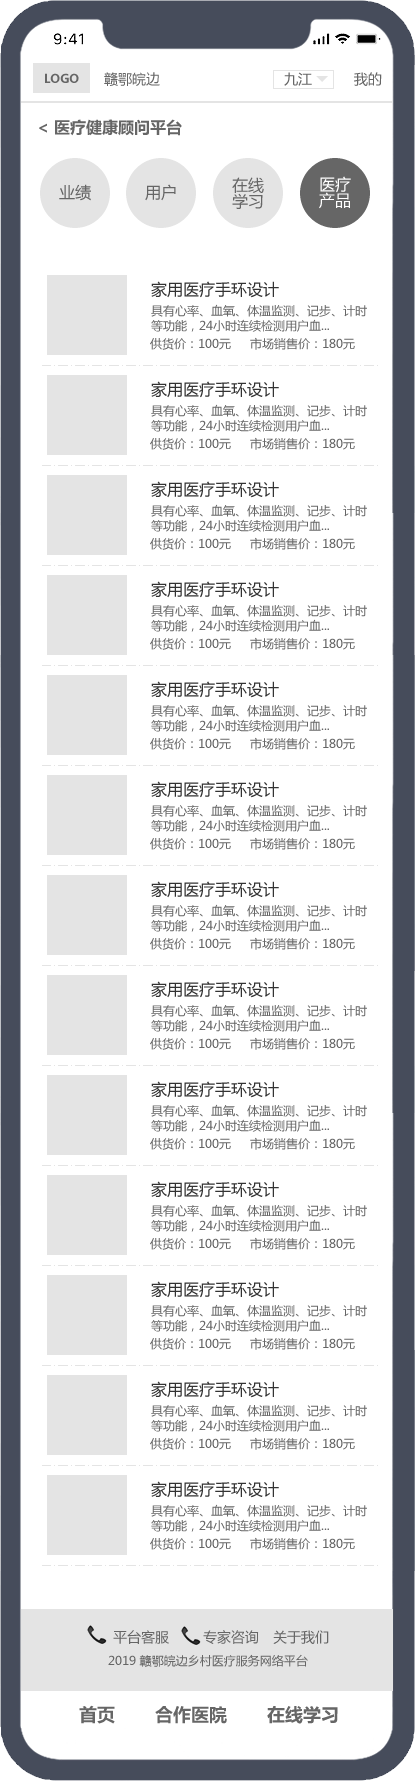 9:41
LOGO 赣鄂皖边 九江 我的
< 医疗健康顾问平台
业绩 用户 在线学习 医疗产品
家用医疗手环设计
具有心率、血氧、体温监测、记步、计时
等功能，24小时连续检测用户血...
供货价：100元 市场销售价：180元
家用医疗手环设计
具有心率、血氧、体温监测、记步、计时
等功能，24小时连续检测用户血...
供货价：100元 市场销售价：180元
家用医疗手环设计
具有心率、血氧、体温监测、记步、计时
等功能，24小时连续检测用户血...
供货价：100元 市场销售价：180元
家用医疗手环设计
具有心率、血氧、体温监测、记步、计时
等功能，24小时连续检测用户血...
供货价：100元 市场销售价：180元
家用医疗手环设计
具有心率、血氧、体温监测、记步、计时
等功能，24小时连续检测用户血...
供货价：100元 市场销售价：180元
家用医疗手环设计
具有心率、血氧、体温监测、记步、计时
等功能，24小时连续检测用户血...
供货价：100元 市场销售价：180元
家用医疗手环设计
具有心率、血氧、体温监测、记步、计时
等功能，24小时连续检测用户血...
供货价：100元 市场销售价：180元
家用医疗手环设计
具有心率、血氧、体温监测、记步、计时
等功能，24小时连续检测用户血...
供货价：100元 市场销售价：180元
家用医疗手环设计
具有心率、血氧、体温监测、记步、计时
等功能，24小时连续检测用户血...
供货价：100元 市场销售价：180元
家用医疗手环设计
具有心率、血氧、体温监测、记步、计时
等功能，24小时连续检测用户血...
供货价：100元 市场销售价：180元
家用医疗手环设计
具有心率、血氧、体温监测、记步、计时
等功能，24小时连续检测用户血...
供货价：100元 市场销售价：180元
家用医疗手环设计
具有心率、血氧、体温监测、记步、计时
等功能，24小时连续检测用户血...
供货价：100元 市场销售价：180元
家用医疗手环设计
具有心率、血氧、体温监测、记步、计时
等功能，24小时连续检测用户血...
供货价：100元 市场销售价：180元
平台客服 专家咨询 关于我们
2019 赣鄂皖边乡村医疗服务网络平台
首页 合作医院 在线学习